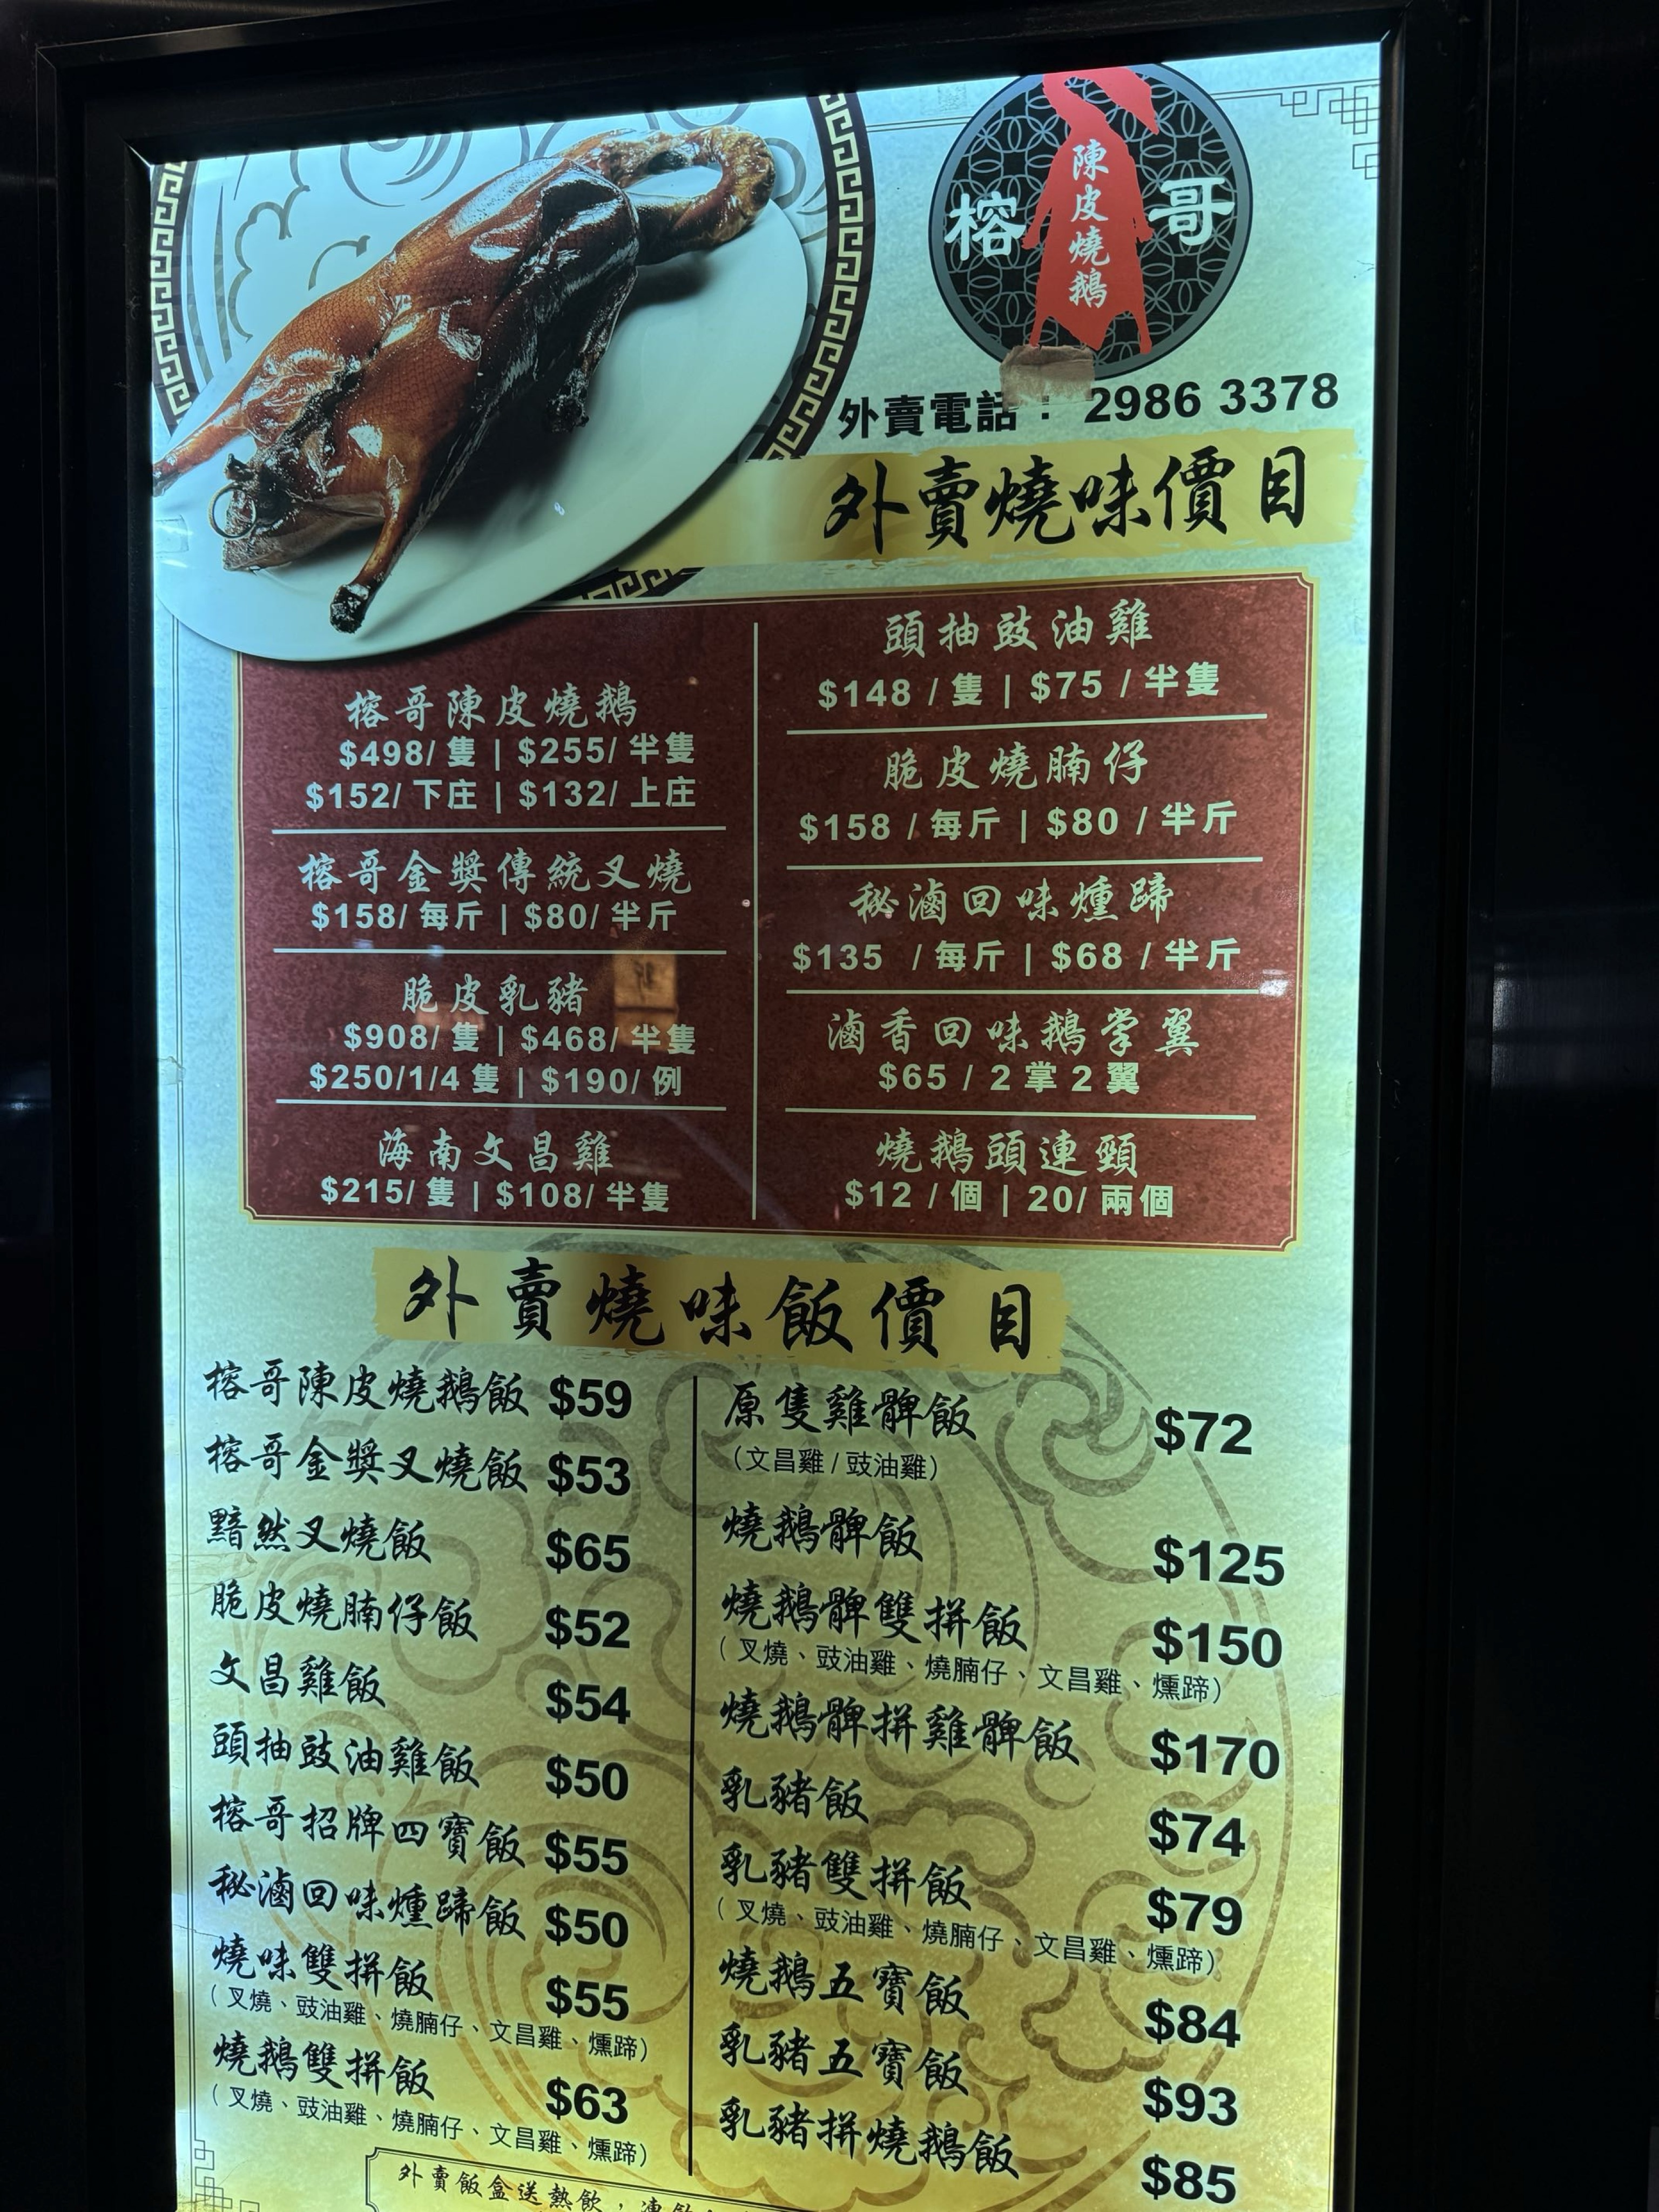 榕 陳皮燒鵝 哥
外賣電話： 2986 3378
外賣燒味價目
榕哥陳皮燒鵝
$498/ 隻 | $255/ 半隻
$152/ 下庄 | $132/ 上庄
榕哥金獎傳統叉燒
$158/ 每斤 | $80/ 半斤
脆皮乳豬
$908/ 隻 | $468/ 半隻
$250/1/4 隻 | $190/ 例
海南文昌雞
$215/ 隻 | $108/ 半隻
頭抽豉油雞
$148 / 隻 | $75 / 半隻
脆皮燒腩仔
$158 / 每斤 | $80 / 半斤
秘滷回味燻蹄
$135 / 每斤 | $68 / 半斤
滷香回味鵝掌翼
$65 / 2 掌 2 翼
燒鵝頭連頸
$12 / 個 | 20/ 兩個
外賣燒味飯價目
榕哥陳皮燒鵝飯 $59
榕哥金獎叉燒飯 $53
黯然叉燒飯 $65
脆皮燒腩仔飯 $52
文昌雞飯 $54
頭抽豉油雞飯 $50
榕哥招牌四寶飯 $55
秘滷回味燻蹄飯 $50
燒味雙拼飯 $55
（叉燒、豉油雞、燒腩仔、文昌雞、燻蹄）
燒鵝雙拼飯 $63
（叉燒、豉油雞、燒腩仔、文昌雞、燻蹄）
原隻雞髀飯 $72
（文昌雞 / 豉油雞）
燒鵝髀飯 $125
燒鵝髀雙拼飯 $150
（叉燒、豉油雞、燒腩仔、文昌雞、燻蹄）
燒鵝髀拼雞髀飯 $170
乳豬飯 $74
乳豬雙拼飯 $79
（叉燒、豉油雞、燒腩仔、文昌雞、燻蹄）
燒鵝五寶飯 $84
乳豬五寶飯 $93
乳豬拼燒鵝飯 $85
外賣飯盒送熱飲，凍飲